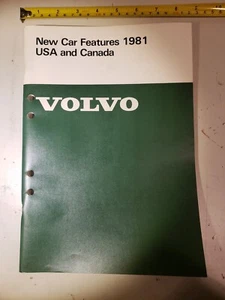 New Car Features 1981
USA and Canada
VOLVO